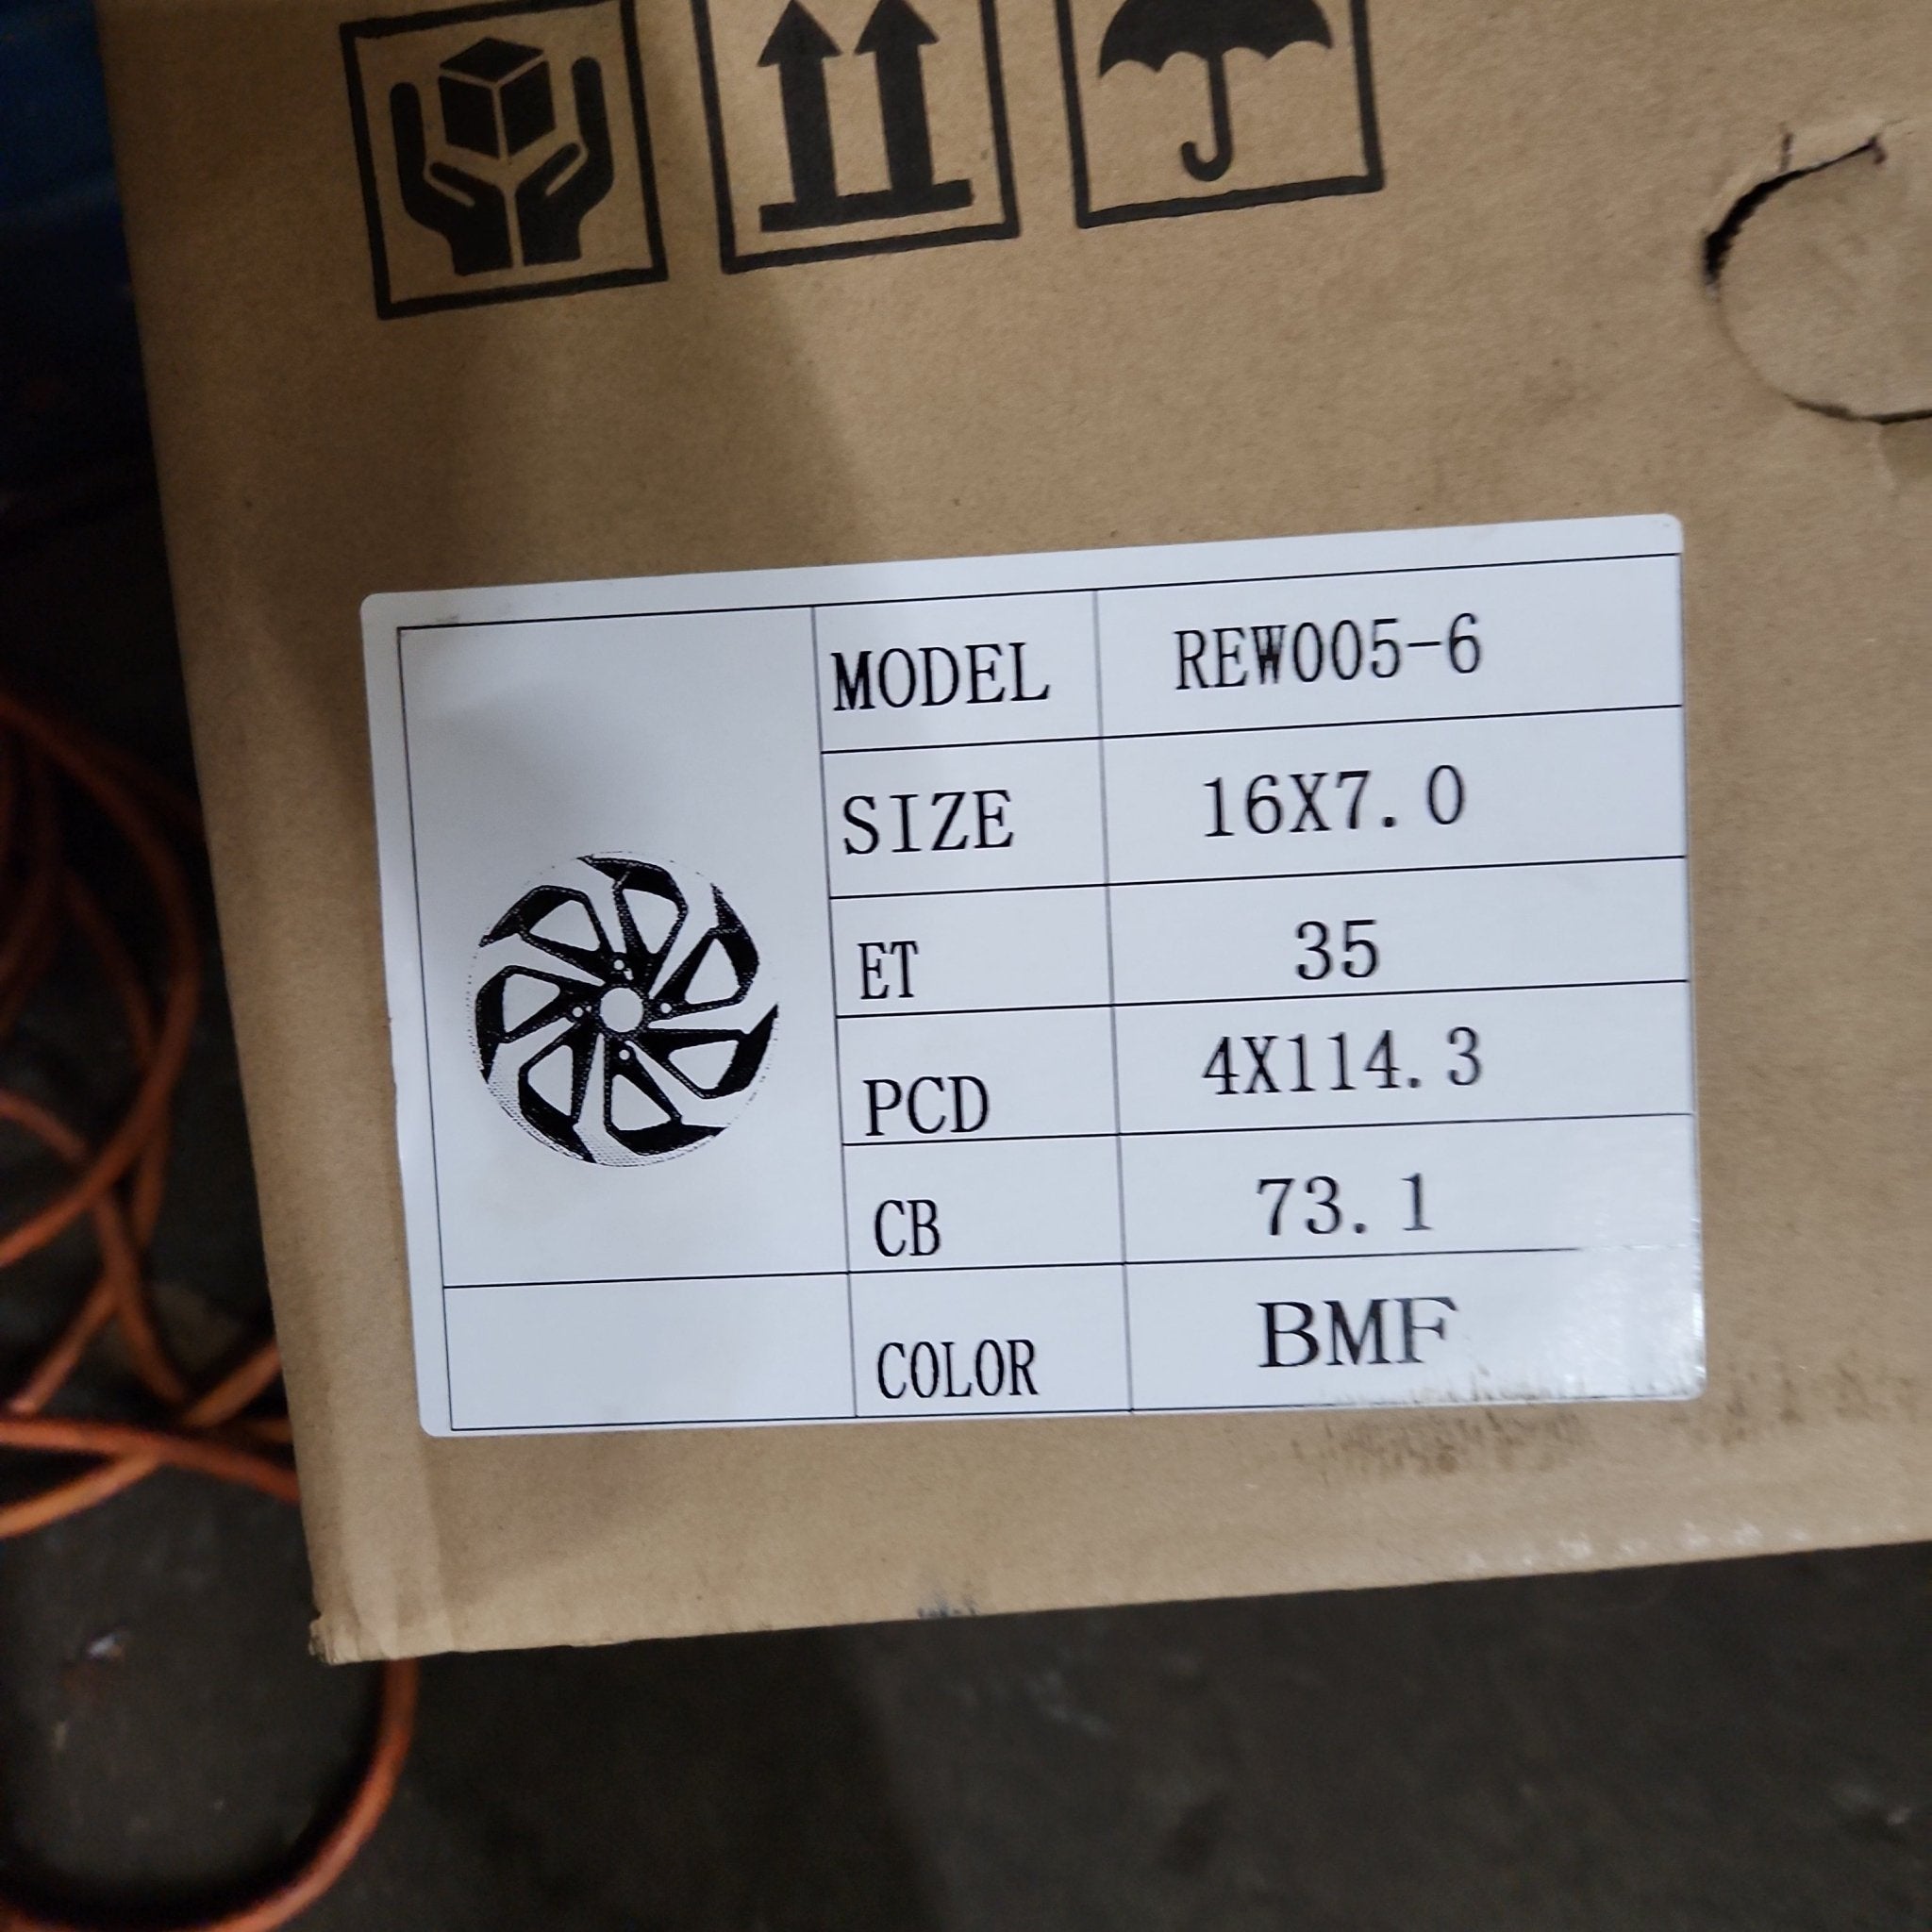 MODEL REW005-6
SIZE 16X7.0
ET 35
PCD 4X114.3
CB 73.1
COLOR BMF